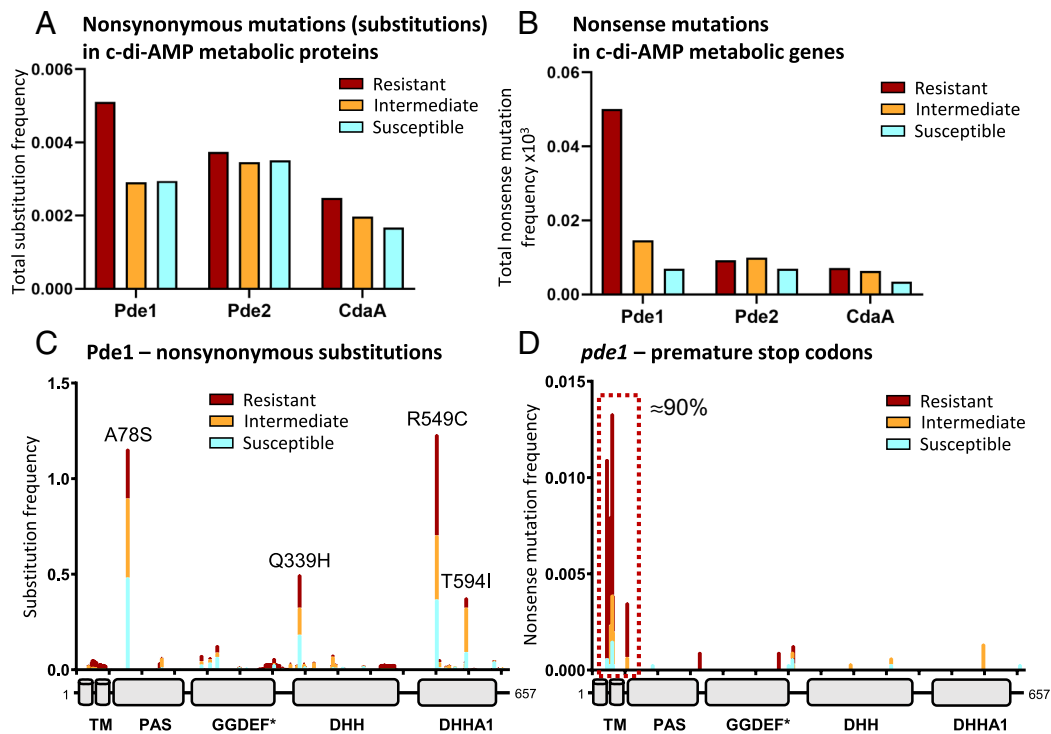 A
Nonsynonymous mutations (substitutions)
in c-di-AMP metabolic proteins
Total substitution frequency
0.006
0.004
0.002
0.000
Resistant
Intermediate
Susceptible
Pde1
Pde2
CdaA
B
Nonsense mutations
in c-di-AMP metabolic genes
Total nonsense mutation
frequency x10³
0.06
0.04
0.02
0.00
Resistant
Intermediate
Susceptible
Pde1
Pde2
CdaA
C
Pde1 – nonsynonymous substitutions
Substitution frequency
1.5
1.0
0.5
0.0
Resistant
Intermediate
Susceptible
A78S
Q339H
R549C
T594I
1
657
TM
PAS
GGDEF*
DHH
DHHA1
D
pde1 – premature stop codons
Nonsense mutation frequency
0.015
0.010
0.005
0.000
≈90%
Resistant
Intermediate
Susceptible
1
657
TM
PAS
GGDEF*
DHH
DHHA1